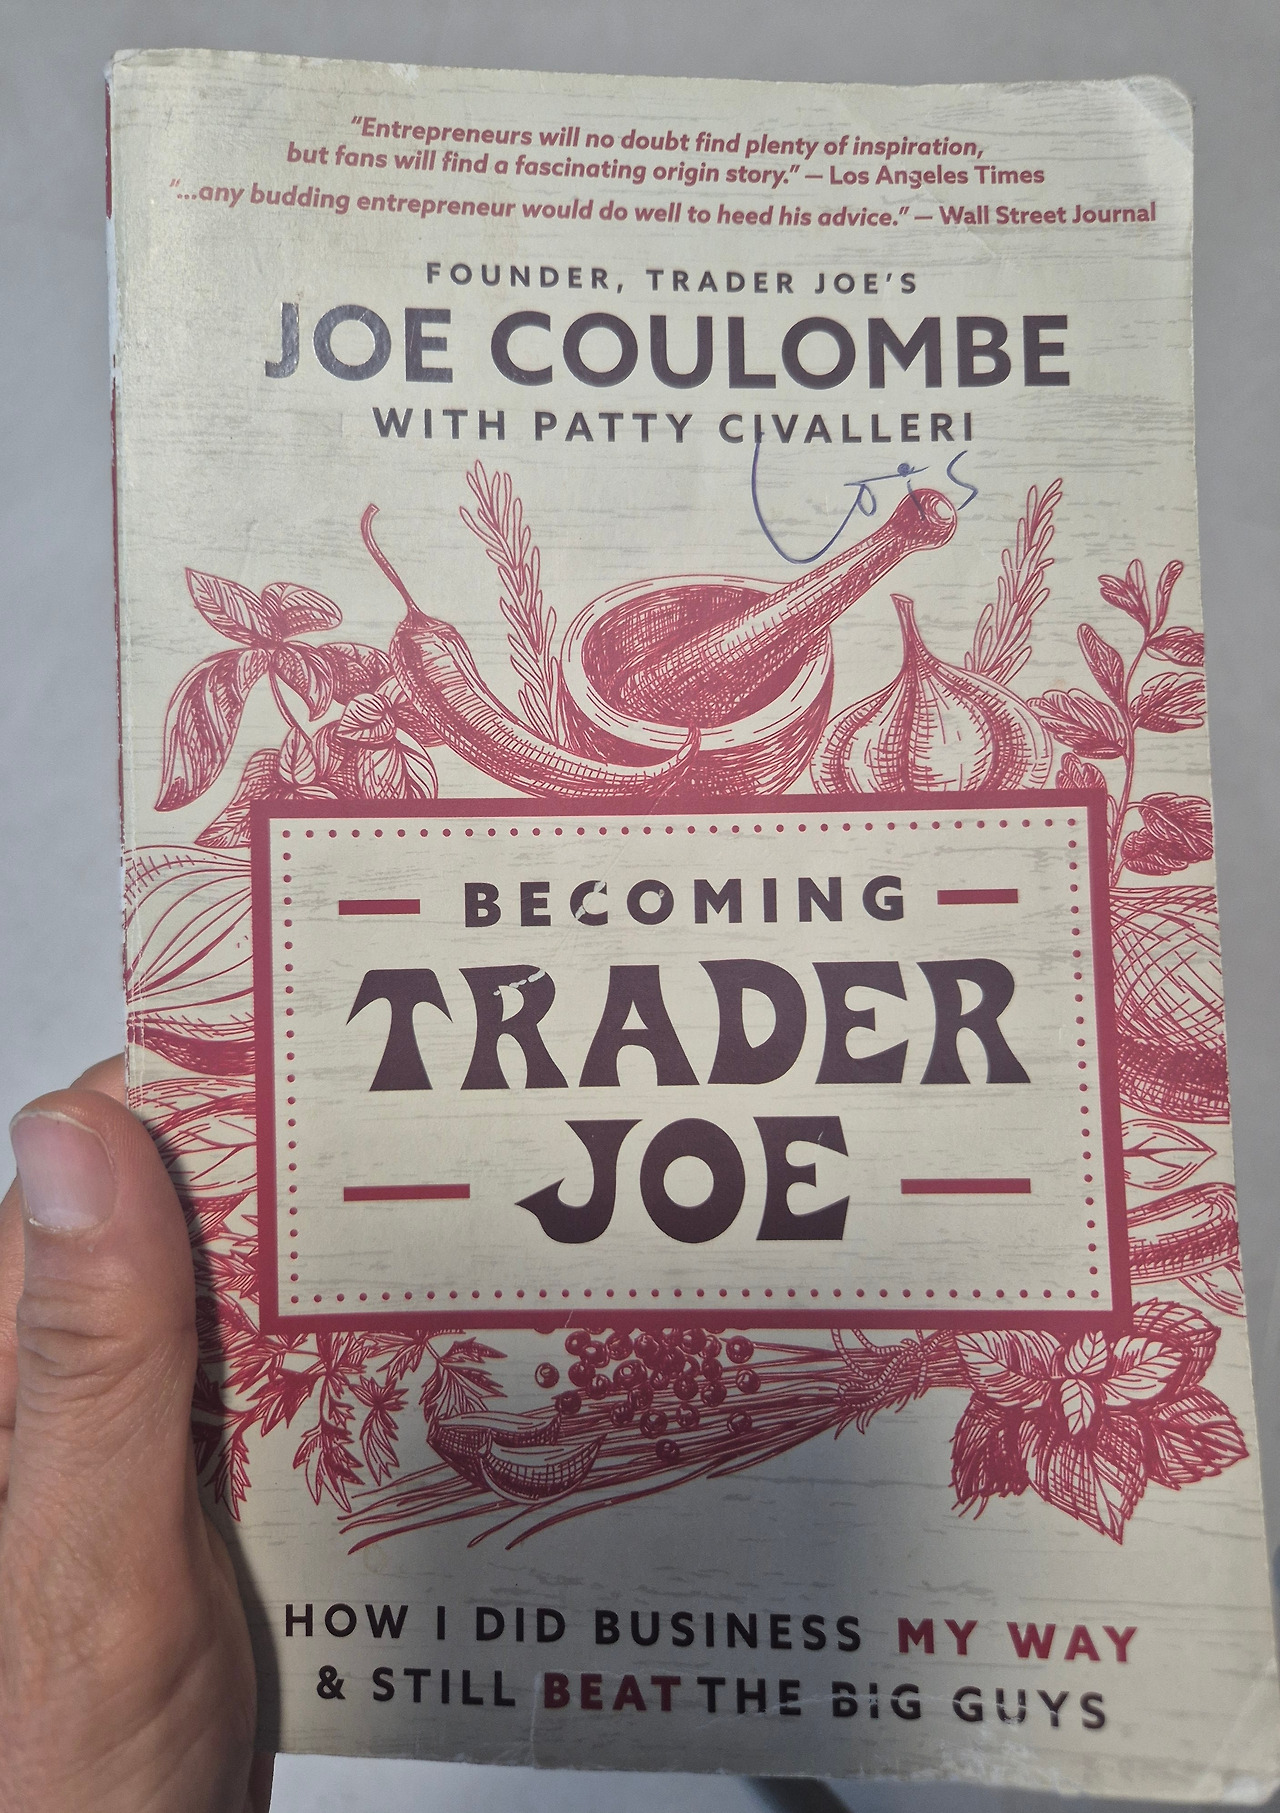 "Entrepreneurs will no doubt find plenty of inspiration,
but fans will find a fascinating origin story." — Los Angeles Times
"...any budding entrepreneur would do well to heed his advice." — Wall Street Journal
FOUNDER, TRADER JOE'S
JOE COULOMBE
WITH PATTY CIVALLERI
Lois
BECOMING
TRADER
JOE
HOW I DID BUSINESS MY WAY
& STILL BEAT THE BIG GUYS